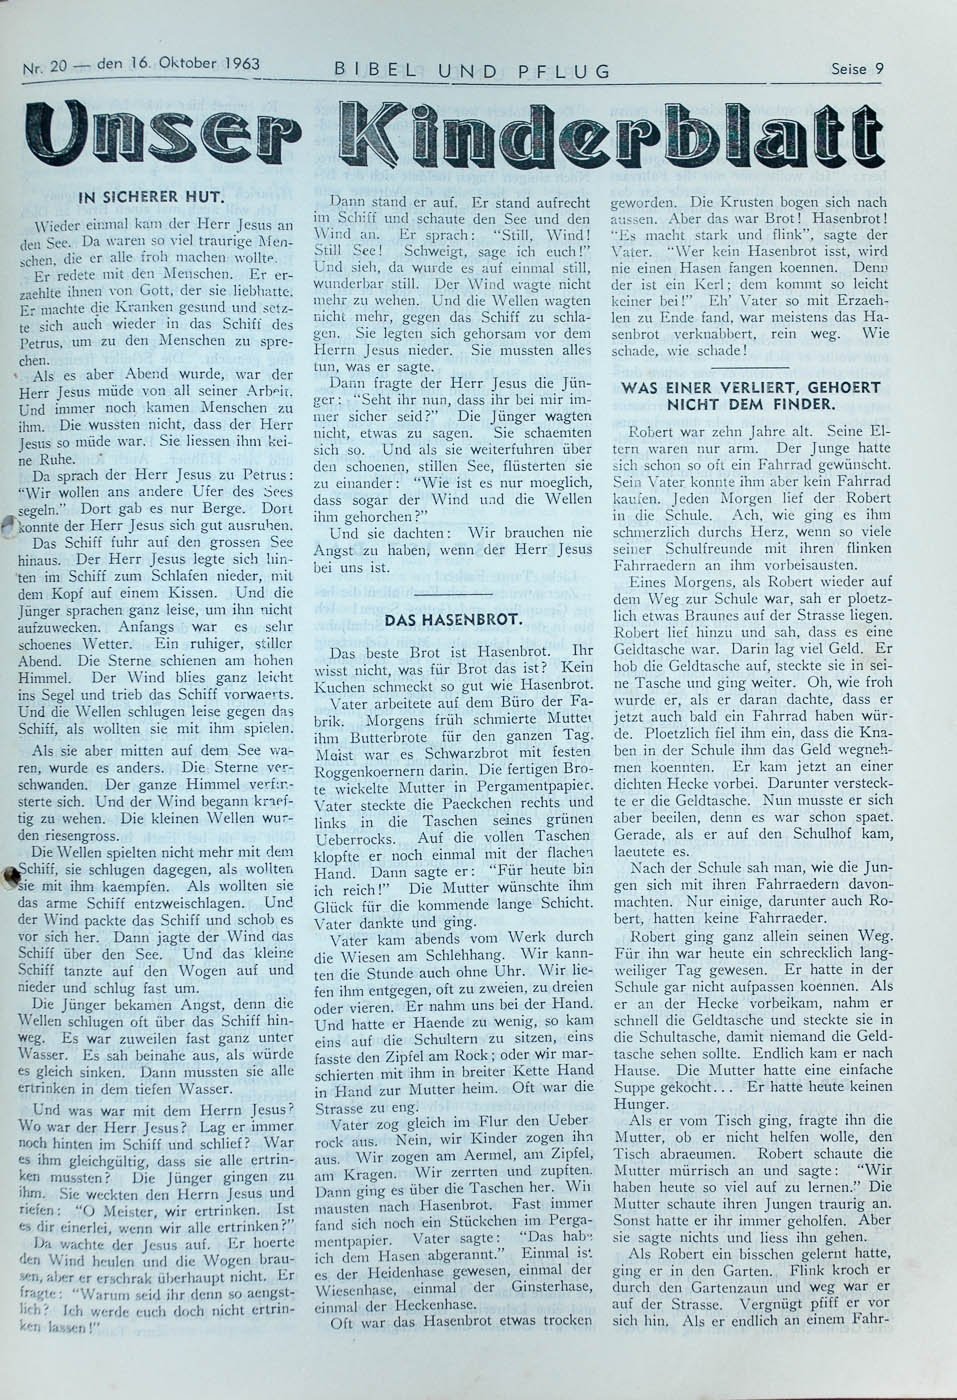 Nr. 20 — den 16. Oktober 1963
BIBEL UND PFLUG
Seise 9
Unser Kinderblatt
IN SICHERER HUT.
Wieder einmal kam der Herr Jesus an
den See. Da waren so viel traurige Men-
schen, die er alle froh machen wollte.
Er redete mit den Menschen. Er er-
zaehlte ihnen von Gott, der sie liebhatte.
Er machte die Kranken gesund und setz-
te sich auch wieder in das Schiff des
Petrus, um zu den Menschen zu spre-
chen.
Als es aber Abend wurde, war der
Herr Jesus müde von all seiner Arbeit.
Und immer noch kamen Menschen zu
ihm. Die wussten nicht, dass der Herr
Jesus so müde war. Sie liessen ihm kei-
ne Ruhe.
Da sprach der Herr Jesus zu Petrus:
"Wir wollen ans andere Ufer des Sees
segeln." Dort gab es nur Berge. Dort
konnte der Herr Jesus sich gut ausruhen.
Das Schiff fuhr auf den grossen See
hinaus. Der Herr Jesus legte sich hin-
ten im Schiff zum Schlafen nieder, mit
dem Kopf auf einem Kissen. Und die
Jünger sprachen ganz leise, um ihn nicht
aufzuwecken. Anfangs war es sehr
schoenes Wetter. Ein ruhiger, stiller
Abend. Die Sterne schienen am hohen
Himmel. Der Wind blies ganz leicht
ins Segel und trieb das Schiff vorwaerts.
Und die Wellen schlugen leise gegen das
Schiff, als wollten sie mit ihm spielen.
Als sie aber mitten auf dem See wa-
ren, wurde es anders. Die Sterne ver-
schwanden. Der ganze Himmel verfin-
sterte sich. Und der Wind begann kraef-
tig zu wehen. Die kleinen Wellen wur-
den riesengross.
Die Wellen spielten nicht mehr mit dem
Schiff, sie schlugen dagegen, als wollten
sie mit ihm kaempfen. Als wollten sie
das arme Schiff entzweischlagen. Und
der Wind packte das Schiff und schob es
vor sich her. Dann jagte der Wind das
Schiff über den See. Und das kleine
Schiff tanzte auf den Wogen auf und
nieder und schlug fast um.
Die Jünger bekamen Angst, denn die
Wellen schlugen oft über das Schiff hin-
weg. Es war zuweilen fast ganz unter
Wasser. Es sah beinahe aus, als würde
es gleich sinken. Dann mussten sie alle
ertrinken in dem tiefen Wasser.
Und was war mit dem Herrn Jesus?
Wo war der Herr Jesus? Lag er immer
noch hinten im Schiff und schlief? War
es ihm gleichgültig, dass sie alle ertrin-
ken mussten? Die Jünger gingen zu
ihm. Sie weckten den Herrn Jesus und
riefen: "O Meister, wir ertrinken. Ist
es dir einerlei, wenn wir alle ertrinken?"
Da wachte der Jesus auf. Er hoerte
den Wind heulen und die Wogen brau-
sen, aber er erschrak überhaupt nicht. Er
fragte: "Warum seid ihr denn so aengst-
lich? Ich werde euch doch nicht ertrin-
ken lassen!"
Dann stand er auf. Er stand aufrecht
im Schiff und schaute den See und den
Wind an. Er sprach: "Still, Wind!
Still See! Schweigt, sage ich euch!"
Und sieh, da wurde es auf einmal still,
wunderbar still. Der Wind wagte nicht
mehr zu wehen. Und die Wellen wagten
nicht mehr, gegen das Schiff zu schla-
gen. Sie legten sich gehorsam vor dem
Herrn Jesus nieder. Sie mussten alles
tun, was er sagte.
Dann fragte der Herr Jesus die Jün-
ger: "Seht ihr nun, dass ihr bei mir im-
mer sicher seid?" Die Jünger wagten
nicht, etwas zu sagen. Sie schaemten
sich so. Und als sie weiterfuhren über
den schoenen, stillen See, flüsterten sie
zu einander: "Wie ist es nur moeglich,
dass sogar der Wind und die Wellen
ihm gehorchen?"
Und sie dachten: Wir brauchen nie
Angst zu haben, wenn der Herr Jesus
bei uns ist.
DAS HASENBROT.
Das beste Brot ist Hasenbrot. Ihr
wisst nicht, was für Brot das ist? Kein
Kuchen schmeckt so gut wie Hasenbrot.
Vater arbeitete auf dem Büro der Fa-
brik. Morgens früh schmierte Mutter
ihm Butterbrote für den ganzen Tag.
Maist war es Schwarzbrot mit festen
Roggenkoernern darin. Die fertigen Bro-
te wickelte Mutter in Pergamentpapier.
Vater steckte die Paeckchen rechts und
links in die Taschen seines grünen
Ueberrocks. Auf die vollen Taschen
klopfte er noch einmal mit der flachen
Hand. Dann sagte er: "Für heute bin
ich reich!" Die Mutter wünschte ihm
Glück für die kommende lange Schicht.
Vater dankte und ging.
Vater kam abends vom Werk durch
die Wiesen am Schlehhang. Wir kann-
ten die Stunde auch ohne Uhr. Wir lie-
fen ihm entgegen, oft zu zweien, zu dreien
oder vieren. Er nahm uns bei der Hand.
Und hatte er Haende zu wenig, so kam
eins auf die Schultern zu sitzen, eins
fasste den Zipfel am Rock; oder wir mar-
schierten mit ihm in breiter Kette Hand
in Hand zur Mutter heim. Oft war die
Strasse zu eng.
Vater zog gleich im Flur den Ueber
rock aus. Nein, wir Kinder zogen ihn
aus. Wir zogen am Aermel, am Zipfel,
am Kragen. Wir zerrten und zupften.
Dann ging es über die Taschen her. Wir
mausten nach Hasenbrot. Fast immer
fand sich noch ein Stückchen im Perga-
mentpapier. Vater sagte: "Das habe
ich dem Hasen abgerannt." Einmal ist
es der Heidenhase gewesen, einmal der
Wiesenhase, einmal der Ginsterhase,
einmal der Heckenhase.
Oft war das Hasenbrot etwas trocken
geworden. Die Krusten bogen sich nach
aussen. Aber das war Brot! Hasenbrot!
"Es macht stark und flink", sagte der
Vater. "Wer kein Hasenbrot isst, wird
nie einen Hasen fangen koennen. Denn
der ist ein Kerl; dem kommt so leicht
keiner bei!" Eh' Vater so mit Erzaeh-
len zu Ende fand, war meistens das Ha-
senbrot verknabbert, rein weg. Wie
schade, wie schade!
WAS EINER VERLIERT, GEHOERT
NICHT DEM FINDER.
Robert war zehn Jahre alt. Seine El-
tern waren nur arm. Der Junge hatte
sich schon so oft ein Fahrrad gewünscht.
Sein Vater konnte ihm aber kein Fahrrad
kaufen. Jeden Morgen lief der Robert
in die Schule. Ach, wie ging es ihm
schmerzlich durchs Herz, wenn so viele
seiner Schulfreunde mit ihren flinken
Fahrraedern an ihm vorbeisausten.
Eines Morgens, als Robert wieder auf
dem Weg zur Schule war, sah er ploetz-
lich etwas Braunes auf der Strasse liegen.
Robert lief hinzu und sah, dass es eine
Geldtasche war. Darin lag viel Geld. Er
hob die Geldtasche auf, steckte sie in sei-
ne Tasche und ging weiter. Oh, wie froh
wurde er, als er daran dachte, dass er
jetzt auch bald ein Fahrrad haben wür-
de. Ploetzlich fiel ihm ein, dass die Kna-
ben in der Schule ihm das Geld wegneh-
men koennten. Er kam jetzt an einer
dichten Hecke vorbei. Darunter versteck-
te er die Geldtasche. Nun musste er sich
aber beeilen, denn es war schon spaet.
Gerade, als er auf den Schulhof kam,
laeutete es.
Nach der Schule sah man, wie die Jun-
gen sich mit ihren Fahrraedern davon-
machten. Nur einige, darunter auch Ro-
bert, hatten keine Fahrraeder.
Robert ging ganz allein seinen Weg.
Für ihn war heute ein schrecklich lang-
weiliger Tag gewesen. Er hatte in der
Schule gar nicht aufpassen koennen. Als
er an der Hecke vorbeikam, nahm er
schnell die Geldtasche und steckte sie in
die Schultasche, damit niemand die Geld-
tasche sehen sollte. Endlich kam er nach
Hause. Die Mutter hatte eine einfache
Suppe gekocht... Er hatte heute keinen
Hunger.
Als er vom Tisch ging, fragte ihn die
Mutter, ob er nicht helfen wolle, den
Tisch abraeumen. Robert schaute die
Mutter mürrisch an und sagte: "Wir
haben heute so viel auf zu lernen." Die
Mutter schaute ihren Jungen traurig an.
Sonst hatte er ihr immer geholfen. Aber
sie sagte nichts und liess ihn gehen.
Als Robert ein bisschen gelernt hatte,
ging er in den Garten. Flink kroch er
durch den Gartenzaun und weg war er
auf der Strasse. Vergnügt pfiff er vor
sich hin. Als er endlich an einem Fahr-